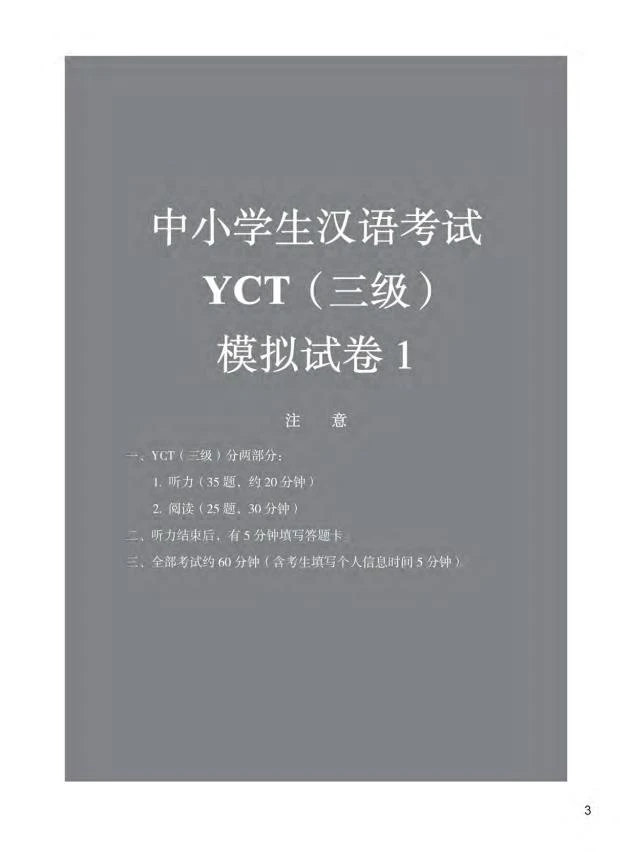 中小学生汉语考试
YCT（三级）
模拟试卷 1
注 意
一、YCT（三级）分两部分：
1. 听力（35 题，约 20 分钟）
2. 阅读（25 题，30 分钟）
二、听力结束后，有 5 分钟填写答题卡。
三、全部考试约 60 分钟（含考生填写个人信息时间 5 分钟）。
3